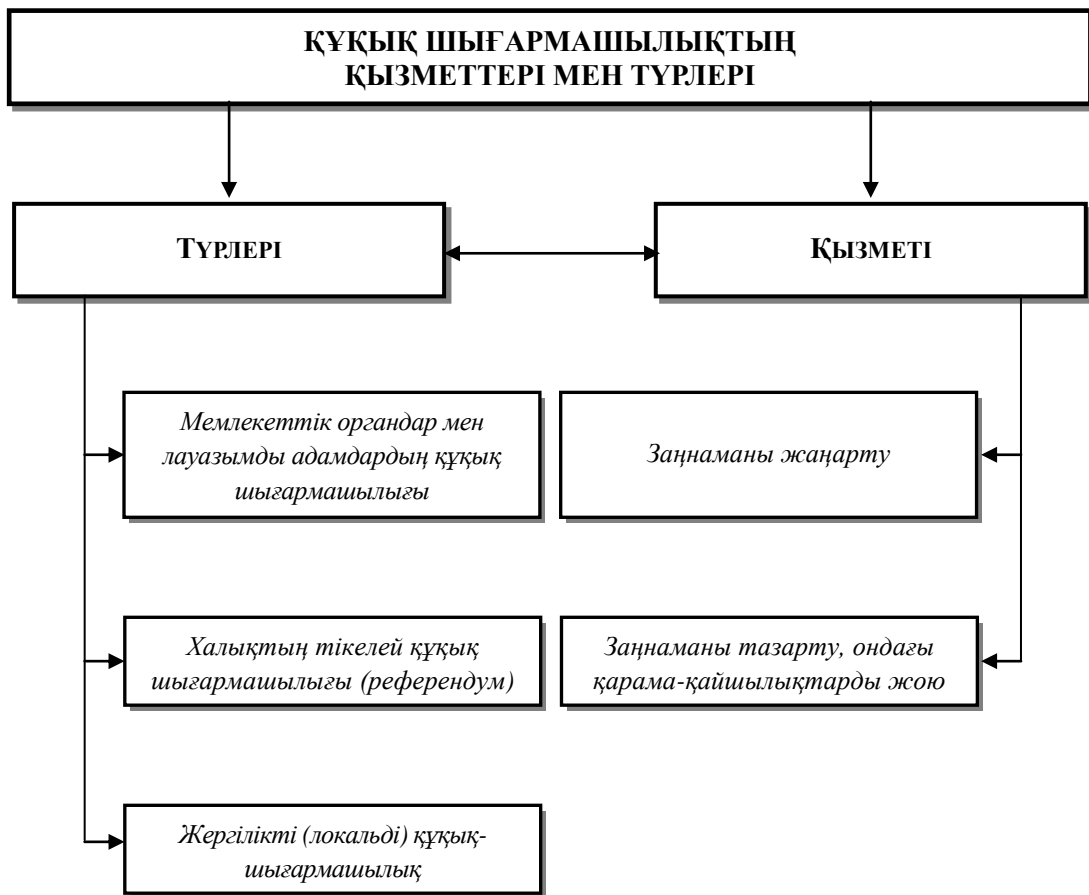 ҚҰҚЫҚ ШЫҒАРМАШЫЛЫҚТЫҢ
ҚЫЗМЕТТЕРІ МЕН ТҮРЛЕРІ
ТҮРЛЕРІ
ҚЫЗМЕТІ
Мемлекеттік органдар мен
лауазымды адамдардың құқық
шығармашылығы
Заңнаманы жаңарту
Халықтың тікелей құқық
шығармашылығы (референдум)
Заңнаманы тазарту, ондағы
қарама-қайшылықтарды жою
Жергілікті (локальді) құқық-
шығармашылық